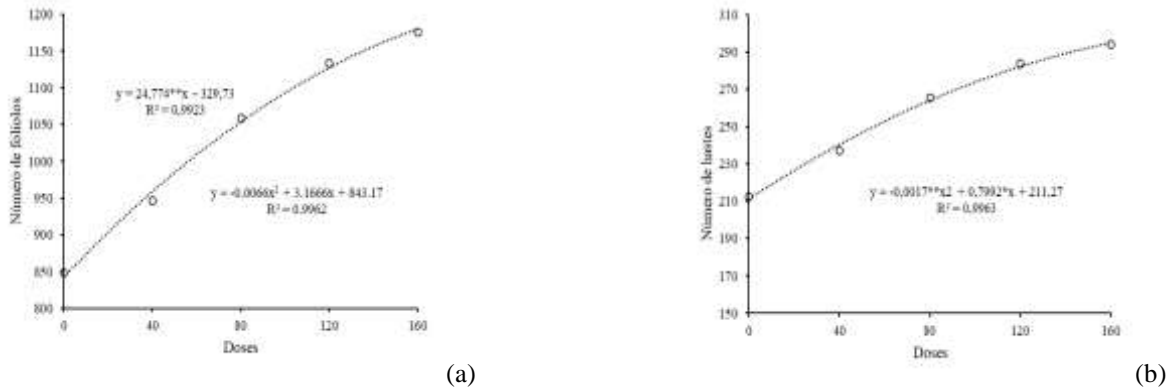 1200
1150
1100
1050
1000
950
900
850
800
Número de folíolos
y = 24,774**x – 329,73
R² = 0,9923
y = -0.0066x² + 3.1666x + 843.17
R² = 0.9962
0 40 80 120 160
Doses
(a)
310
290
270
250
230
210
190
170
150
Número de hastes
y = -0,0017**x2 + 0,7992*x + 211,27
R² = 0,9963
0 40 80 120 160
Doses
(b)